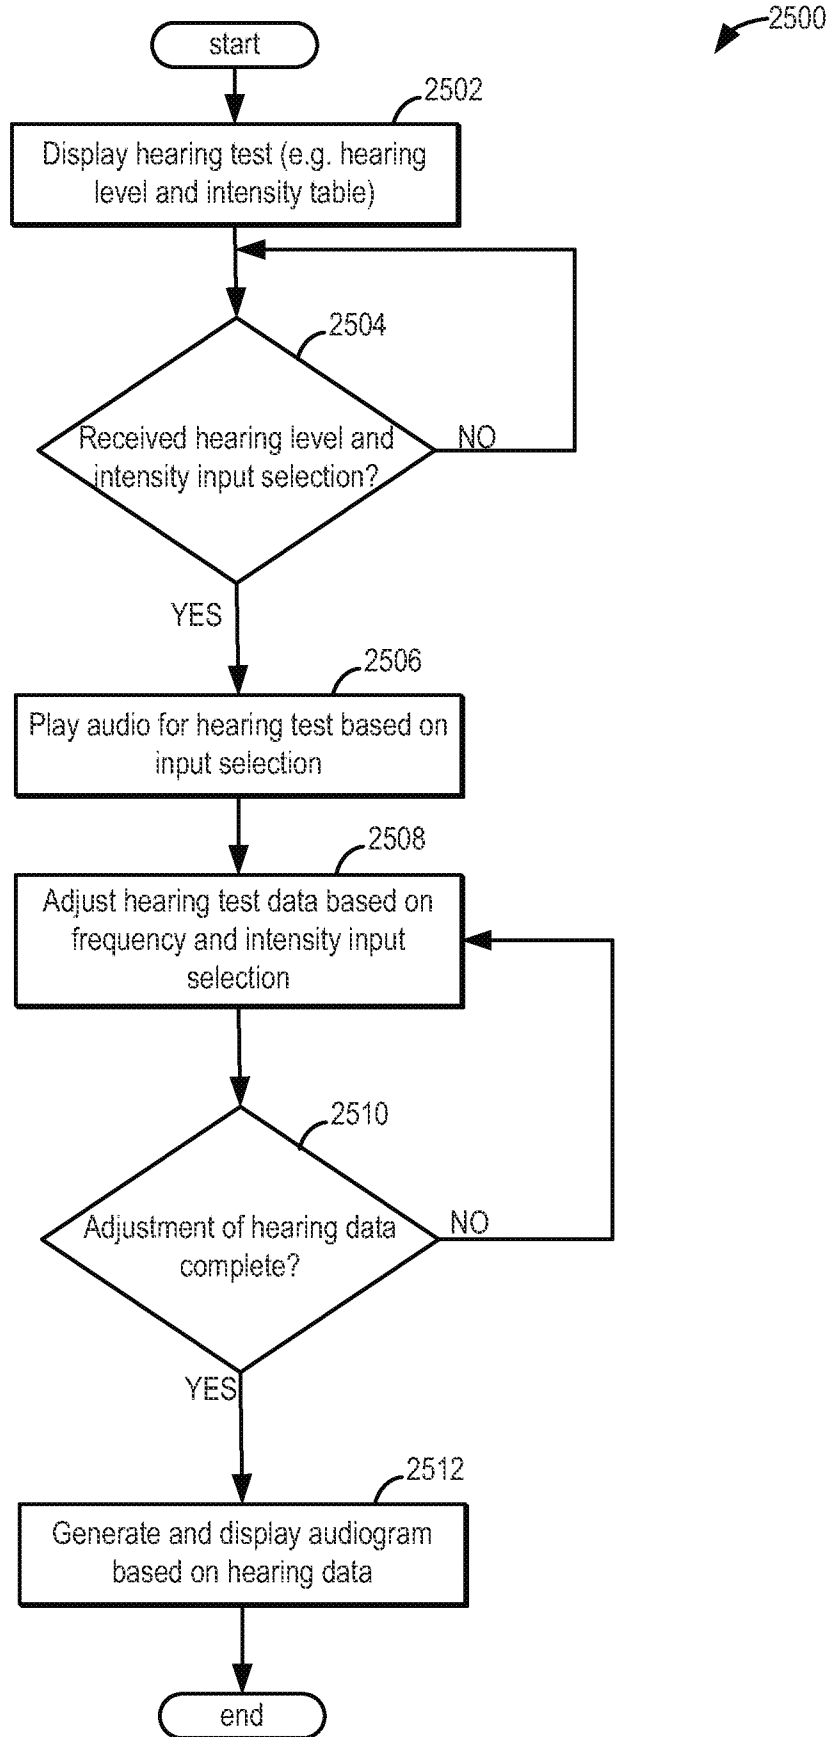 2500
start
2502
Display hearing test (e.g. hearing
level and intensity table)
2504
Received hearing level and
intensity input selection?
NO
YES
2506
Play audio for hearing test based on
input selection
2508
Adjust hearing test data based on
frequency and intensity input
selection
2510
Adjustment of hearing data
complete?
NO
YES
2512
Generate and display audiogram
based on hearing data
end